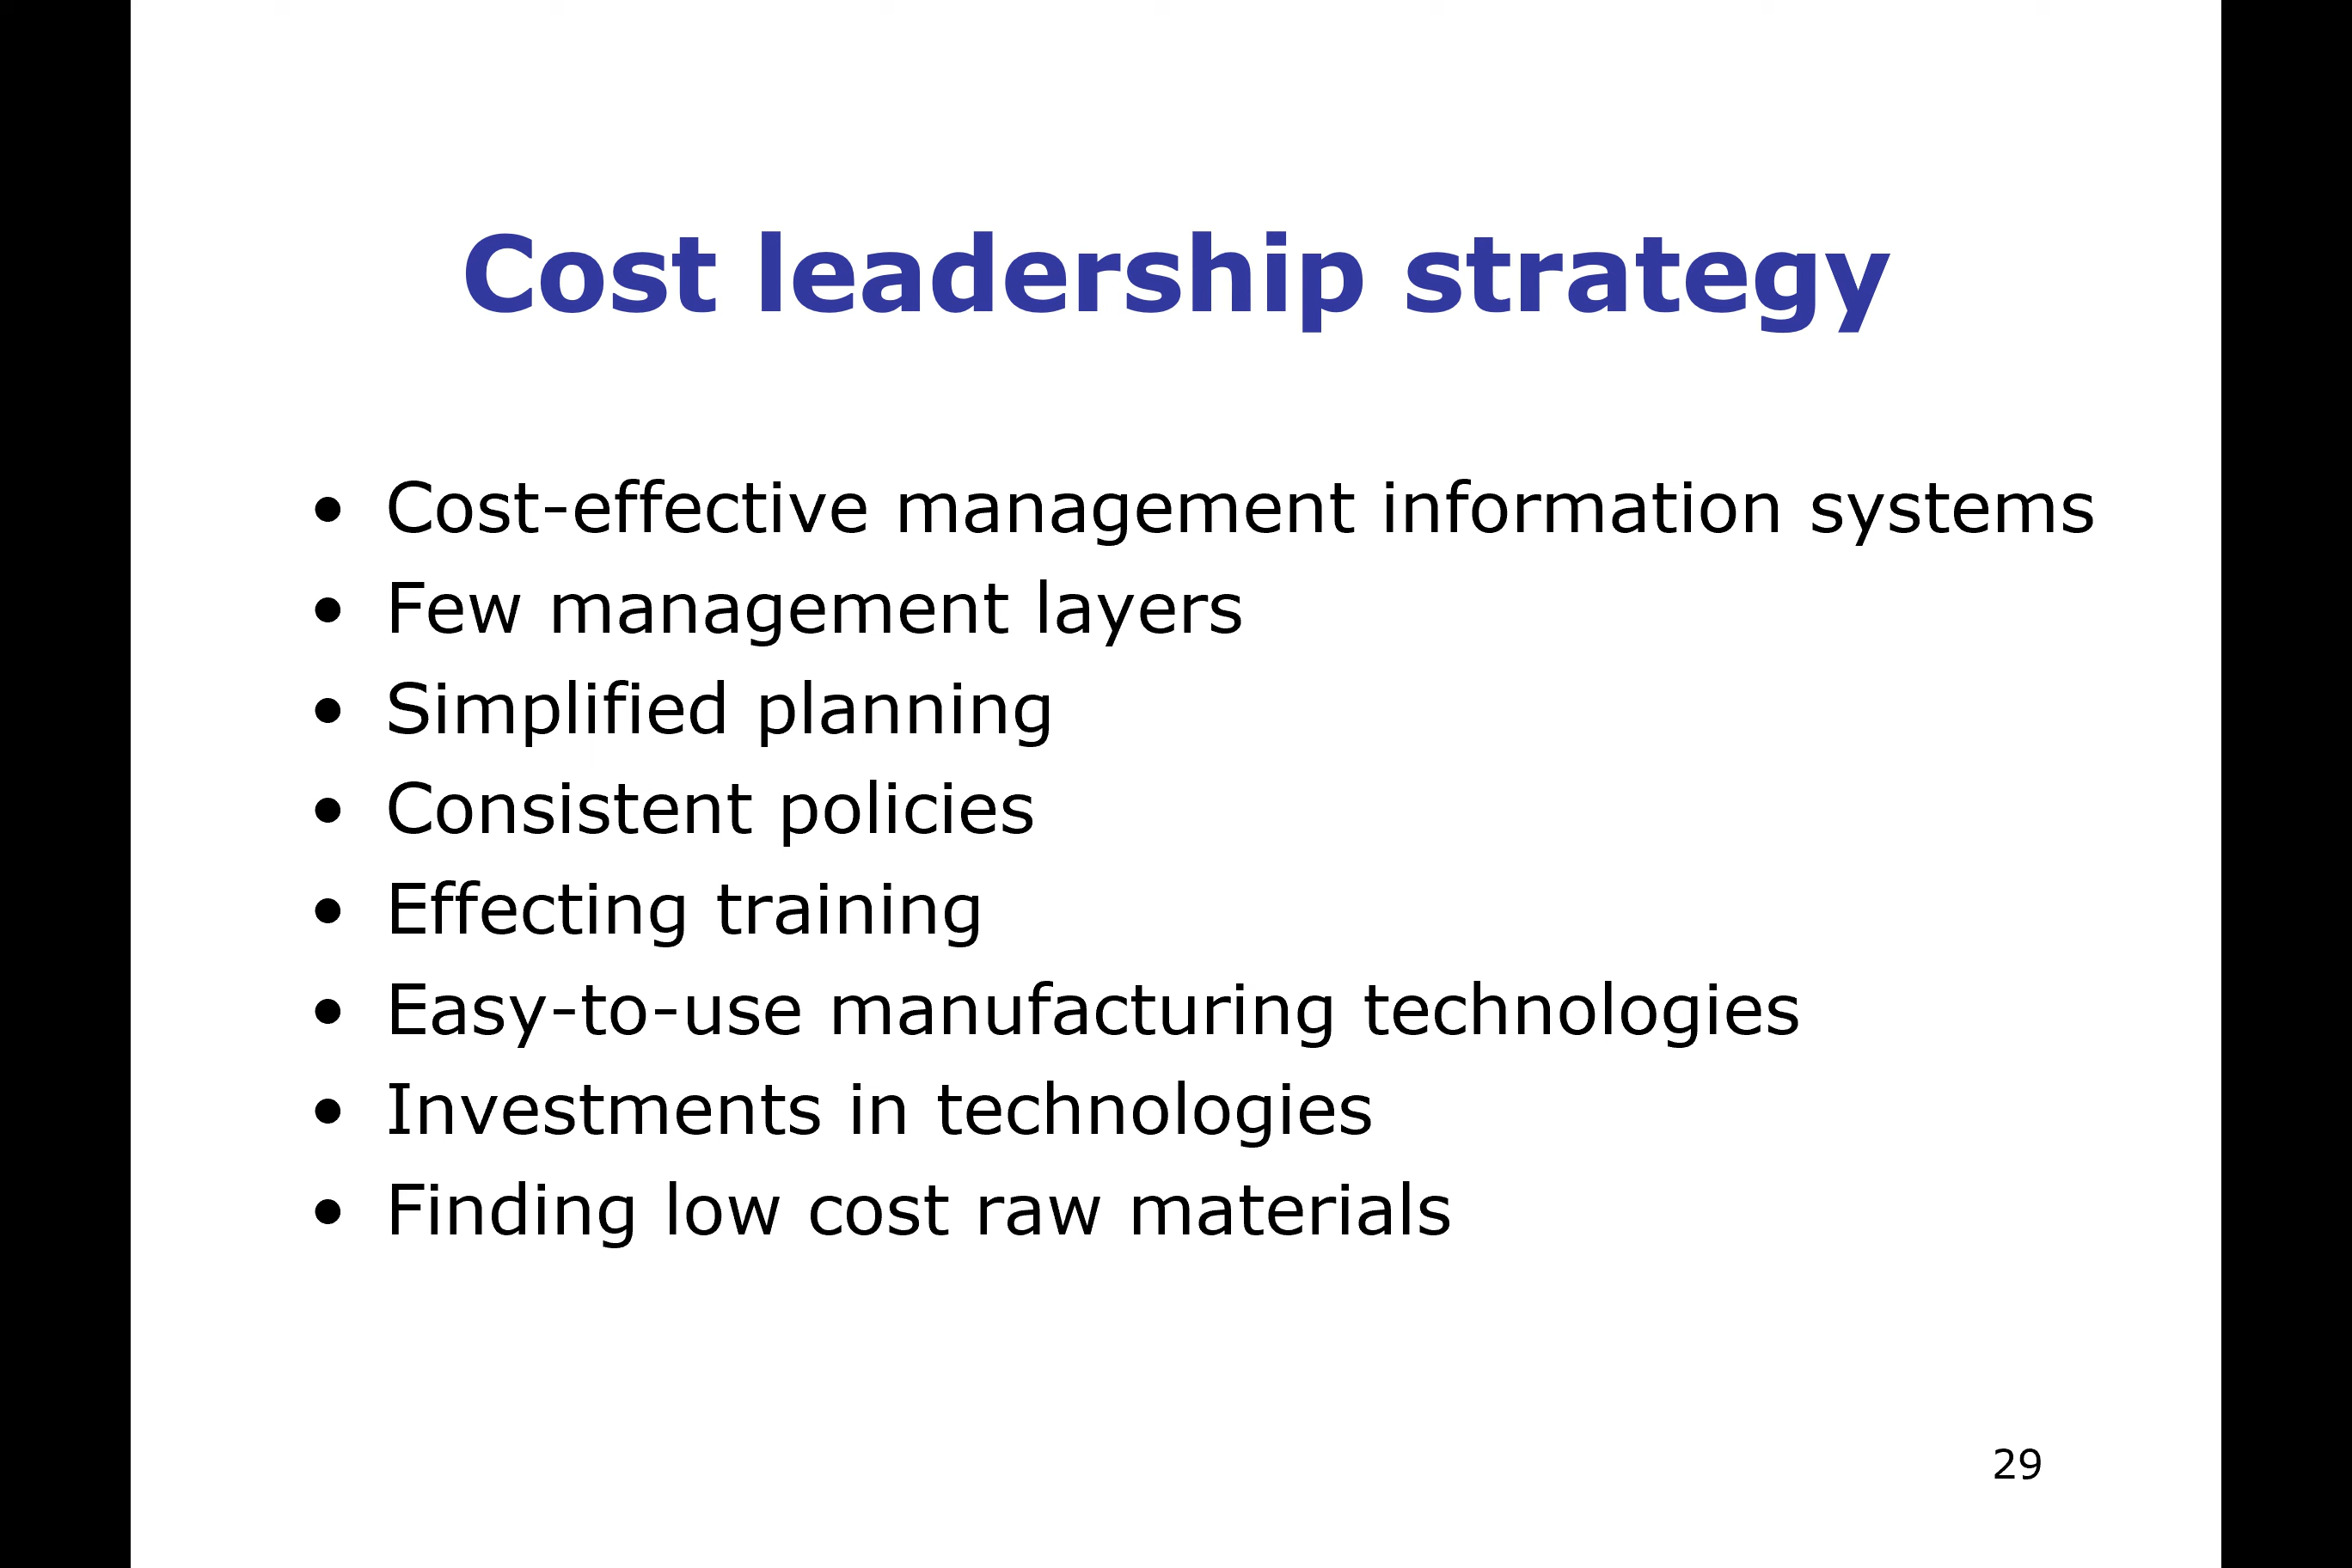 Cost leadership strategy
• Cost-effective management information systems
• Few management layers
• Simplified planning
• Consistent policies
• Effecting training
• Easy-to-use manufacturing technologies
• Investments in technologies
• Finding low cost raw materials
29